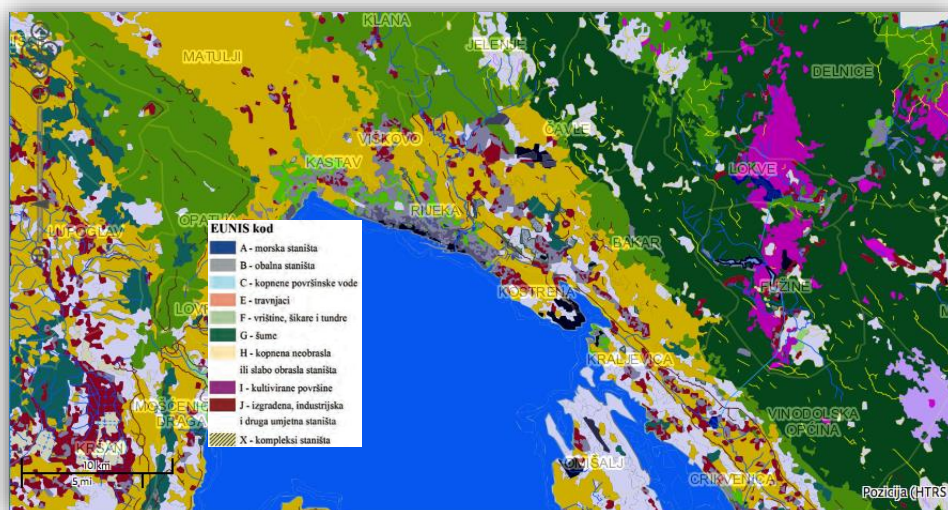 KLANA
JELENJE
MATULJI
DELNICE
VIŠKOVO
ČAVLE
KASTAV
LOKVE
OPATIJA
RIJEKA
BAKAR
EUNIS kod
A - morska staništa
B - obalna staništa
C - kopnene površinske vode
E - travnjaci
F - vrištine, šikare i tundre
G - šume
H - kopnena neobrasla
ili slabo obrasla staništa
I - kultivirane površine
J - izgrađena, industrijska
i druga umjetna staništa
X - kompleksi staništa
LUPOGLAV
FUŽINE
KOSTRENA
LOVR
KRALJEVICA
MOŠĆENIČ
DRAGA
VINODOLSKA
OPĆINA
KRŠAN
10 km
5 mi
OMIŠALJ
CRIKVENICA
Pozicija (HTRS